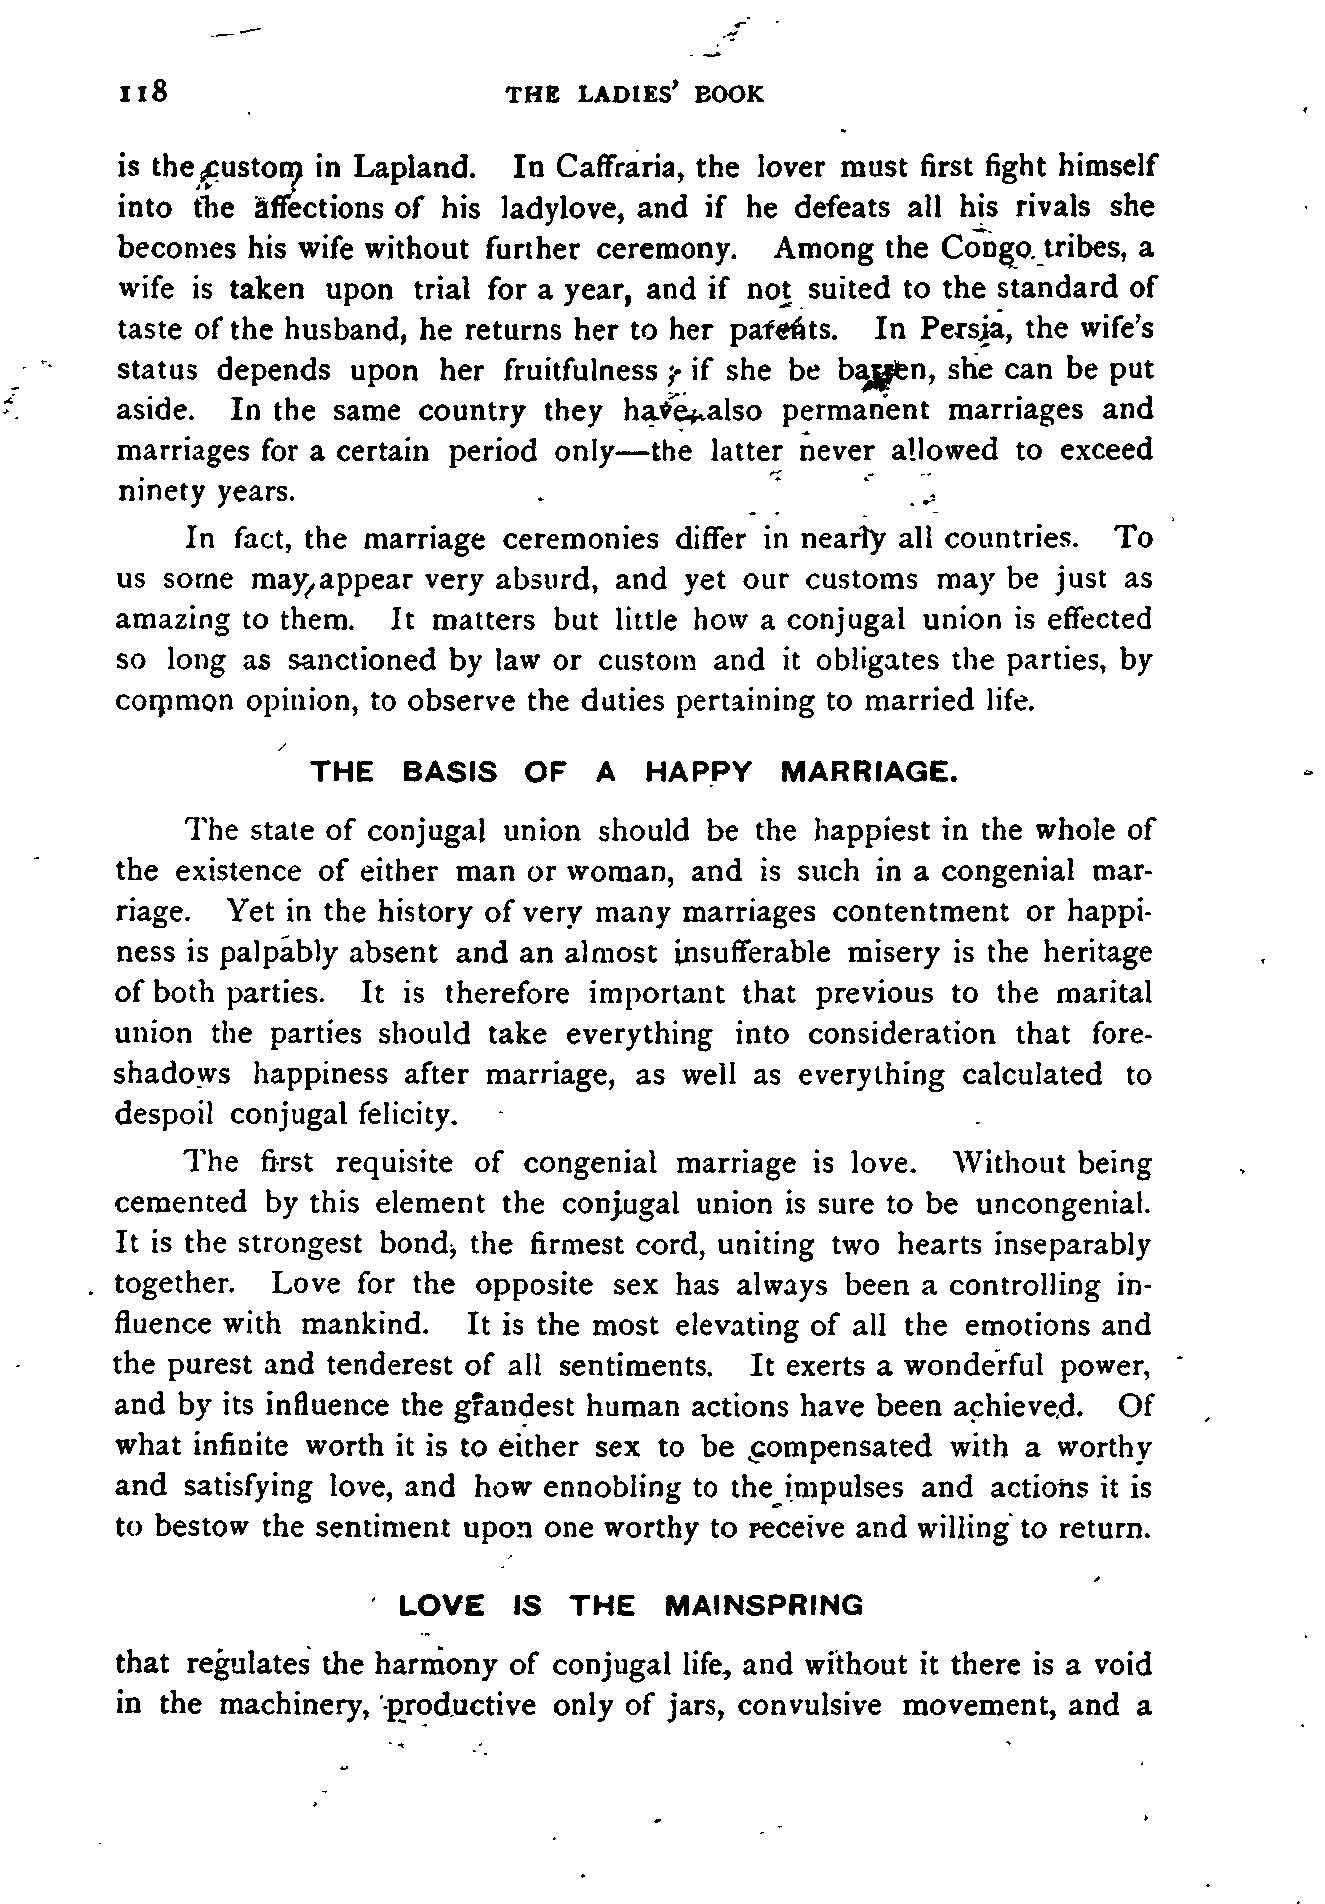 118 THE LADIES' BOOK
is the custom in Lapland. In Caffraria, the lover must first fight himself
into the affections of his ladylove, and if he defeats all his rivals she
becomes his wife without further ceremony. Among the Congo tribes, a
wife is taken upon trial for a year, and if not suited to the standard of
taste of the husband, he returns her to her parents. In Persia, the wife's
status depends upon her fruitfulness; if she be barren, she can be put
aside. In the same country they have also permanent marriages and
marriages for a certain period only—the latter never allowed to exceed
ninety years.
In fact, the marriage ceremonies differ in nearly all countries. To
us some may appear very absurd, and yet our customs may be just as
amazing to them. It matters but little how a conjugal union is effected
so long as sanctioned by law or custom and it obligates the parties, by
common opinion, to observe the duties pertaining to married life.
THE BASIS OF A HAPPY MARRIAGE.
The state of conjugal union should be the happiest in the whole of
the existence of either man or woman, and is such in a congenial mar-
riage. Yet in the history of very many marriages contentment or happi-
ness is palpably absent and an almost insufferable misery is the heritage
of both parties. It is therefore important that previous to the marital
union the parties should take everything into consideration that fore-
shadows happiness after marriage, as well as everything calculated to
despoil conjugal felicity.
The first requisite of congenial marriage is love. Without being
cemented by this element the conjugal union is sure to be uncongenial.
It is the strongest bond, the firmest cord, uniting two hearts inseparably
together. Love for the opposite sex has always been a controlling in-
fluence with mankind. It is the most elevating of all the emotions and
the purest and tenderest of all sentiments. It exerts a wonderful power,
and by its influence the grandest human actions have been achieved. Of
what infinite worth it is to either sex to be compensated with a worthy
and satisfying love, and how ennobling to the impulses and actions it is
to bestow the sentiment upon one worthy to receive and willing to return.
LOVE IS THE MAINSPRING
that regulates the harmony of conjugal life, and without it there is a void
in the machinery, productive only of jars, convulsive movement, and a